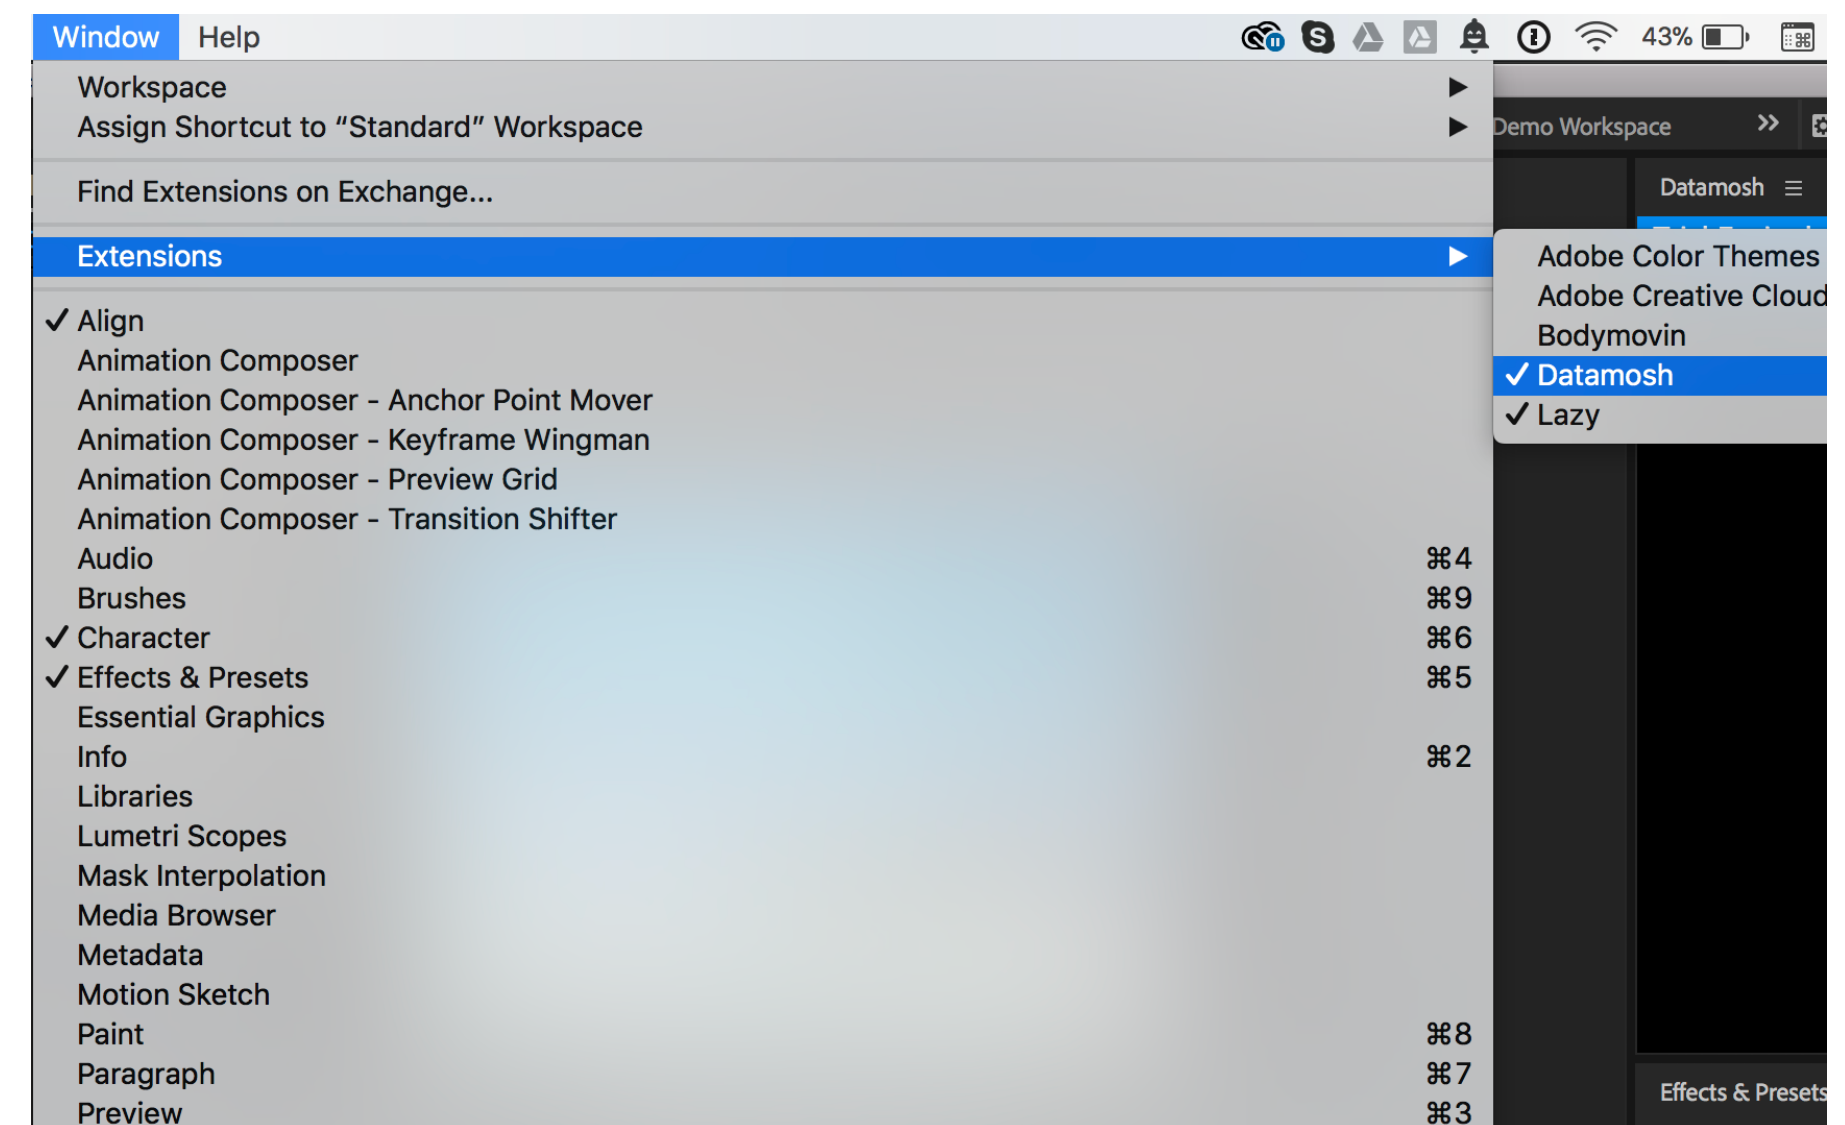 Window Help 43%
Workspace
Assign Shortcut to “Standard” Workspace
Demo Workspace
Find Extensions on Exchange...
Datamosh
Extensions
Adobe Color Themes
Adobe Creative Cloud
Bodymovin
Datamosh
Lazy
Align
Animation Composer
Animation Composer - Anchor Point Mover
Animation Composer - Keyframe Wingman
Animation Composer - Preview Grid
Animation Composer - Transition Shifter
Audio ⌘4
Brushes ⌘9
Character ⌘6
Effects & Presets ⌘5
Essential Graphics
Info ⌘2
Libraries
Lumetri Scopes
Mask Interpolation
Media Browser
Metadata
Motion Sketch
Paint ⌘8
Paragraph ⌘7
Preview ⌘3
Effects & Presets